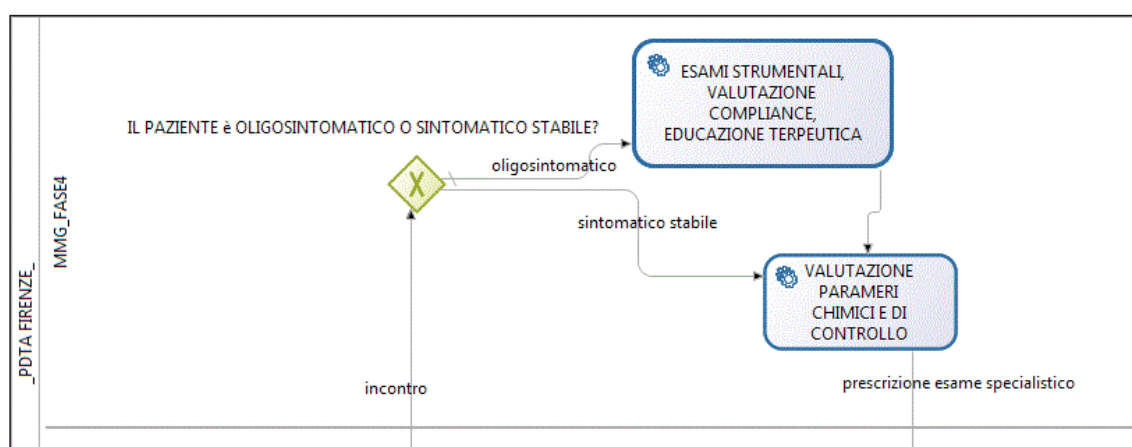 _PDTA FIRENZE_
MMG_FASE4
IL PAZIENTE è OLIGOSINTOMATICO O SINTOMATICO STABILE?
ESAMI STRUMENTALI,
VALUTAZIONE
COMPLIANCE,
EDUCAZIONE TERPEUTICA
oligosintomatico
sintomatico stabile
VALUTAZIONE
PARAMERI
CHIMICI E DI
CONTROLLO
incontro
prescrizione esame specialistico